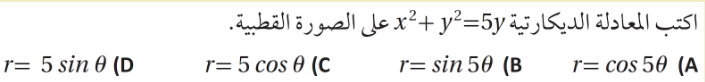 اكتب المعادلة الديكارتية x²+ y²=5y على الصورة القطبية.
r= cos 5θ (A r= sin 5θ (B r= 5 cos θ (C r= 5 sin θ (D